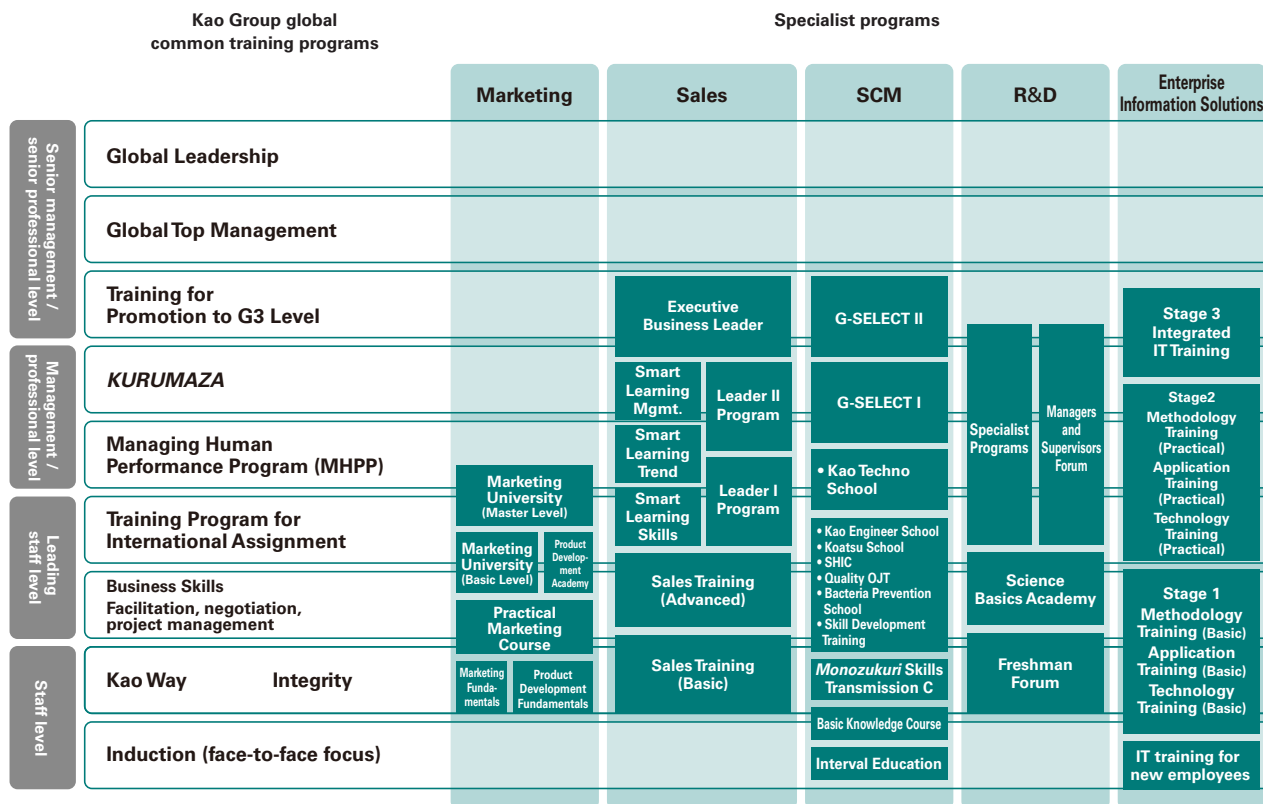 Kao Group global
common training programs
Specialist programs
Marketing
Sales
SCM
R&D
Enterprise
Information Solutions
Senior management /
senior professional level
Global Leadership
Global Top Management
Training for
Promotion to G3 Level
Management /
professional level
KURUMAZA
Managing Human
Performance Program (MHPP)
Leading
staff level
Training Program for
International Assignment
Business Skills
Facilitation, negotiation,
project management
Staff level
Kao Way Integrity
Induction (face-to-face focus)
Marketing
University
(Master Level)
Marketing
University
(Basic Level)
Product
Develop-
ment
Academy
Practical
Marketing
Course
Marketing
Funda-
mentals
Product
Development
Fundamentals
Executive
Business Leader
Smart
Learning
Mgmt.
Leader II
Program
Smart
Learning
Trend
Smart
Learning
Skills
Leader I
Program
Sales Training
(Advanced)
Sales Training
(Basic)
G-SELECT II
G-SELECT I
• Kao Techno
School
• Kao Engineer School
• Koatsu School
• SHIC
• Quality OJT
• Bacteria Prevention
School
• Skill Development
Training
Monozukuri Skills
Transmission C
Basic Knowledge Course
Interval Education
Specialist
Programs
Managers
and
Supervisors
Forum
Science
Basics Academy
Freshman
Forum
Stage 3
Integrated
IT Training
Stage2
Methodology
Training
(Practical)
Application
Training
(Practical)
Technology
Training
(Practical)
Stage 1
Methodology
Training (Basic)
Application
Training (Basic)
Technology
Training (Basic)
IT training for
new employees